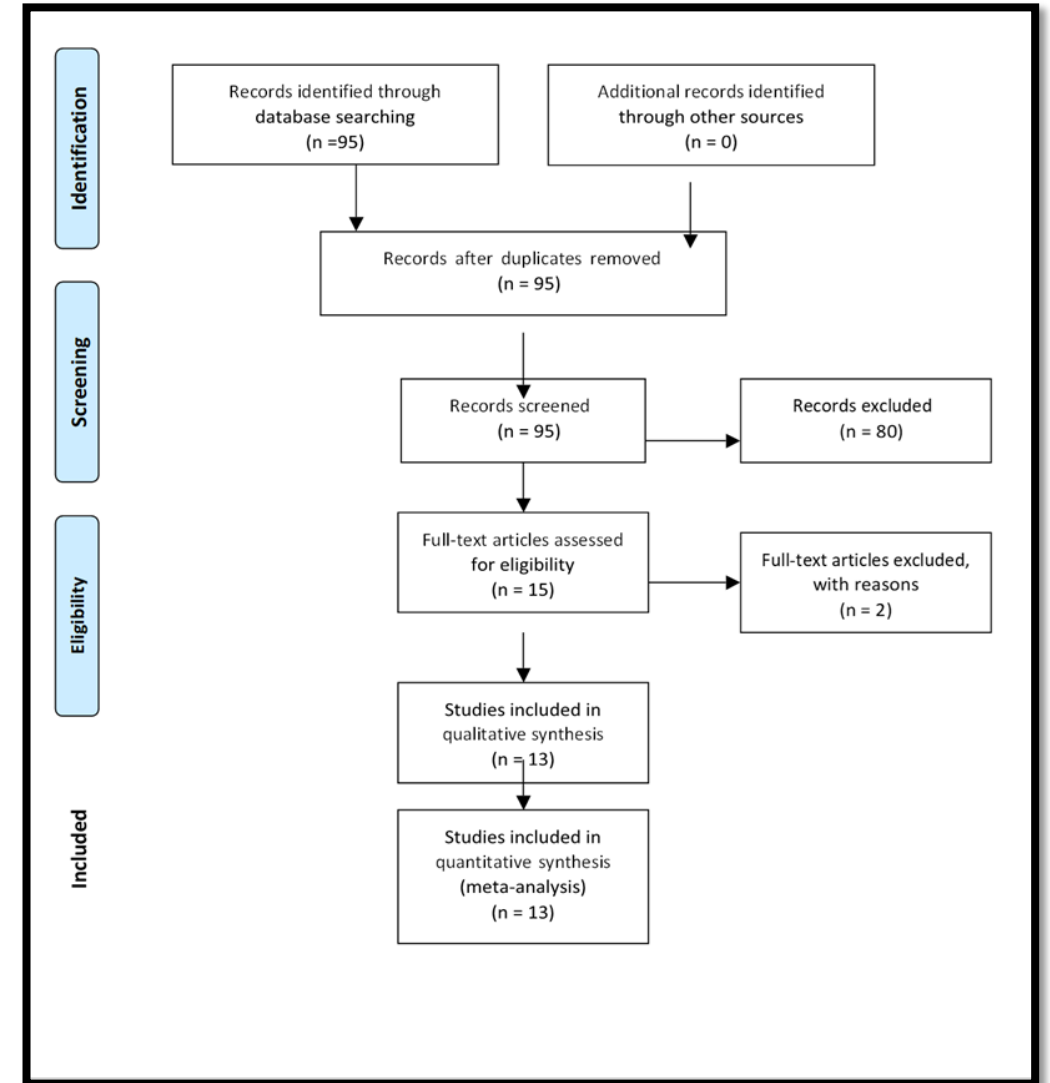 Identification
Records identified through
database searching
(n =95)
Additional records identified
through other sources
(n = 0)
Records after duplicates removed
(n = 95)
Screening
Records screened
(n = 95)
Records excluded
(n = 80)
Eligibility
Full-text articles assessed
for eligibility
(n = 15)
Full-text articles excluded,
with reasons
(n = 2)
Studies included in
qualitative synthesis
(n = 13)
Included
Studies included in
quantitative synthesis
(meta-analysis)
(n = 13)